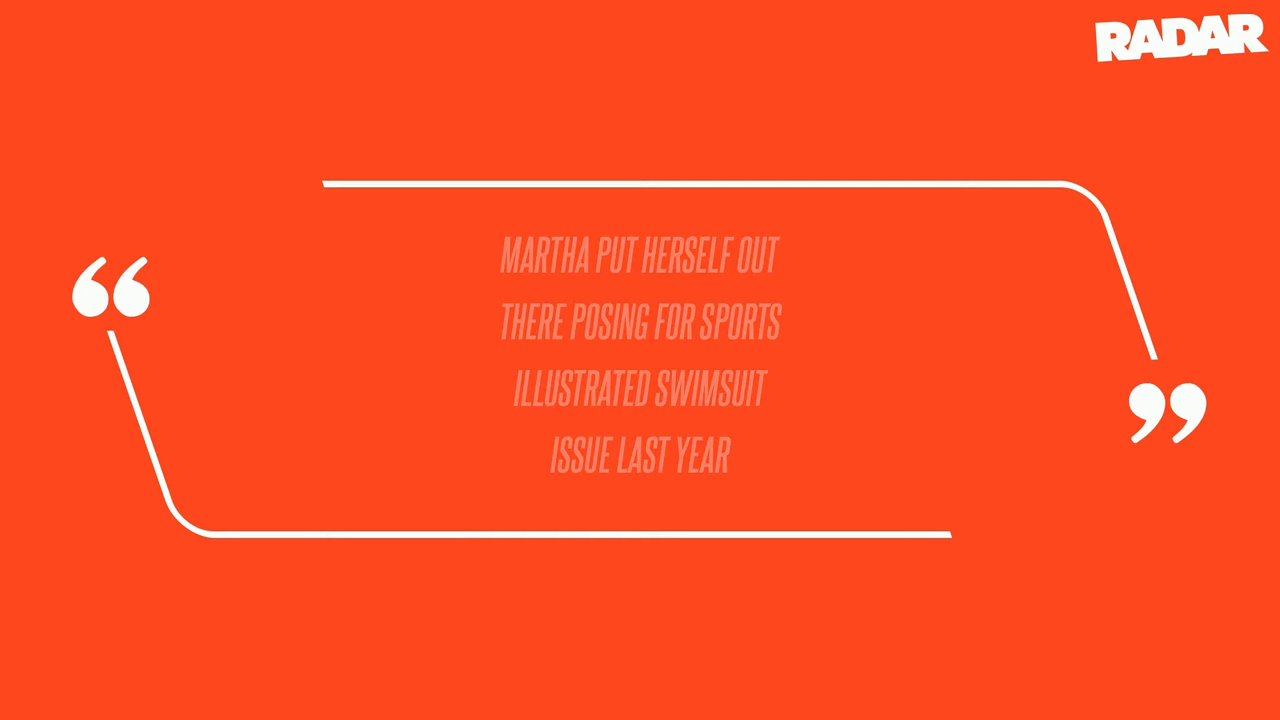 RADAR
“
MARTHA PUT HERSELF OUT
THERE POSING FOR SPORTS
ILLUSTRATED SWIMSUIT
ISSUE LAST YEAR
”